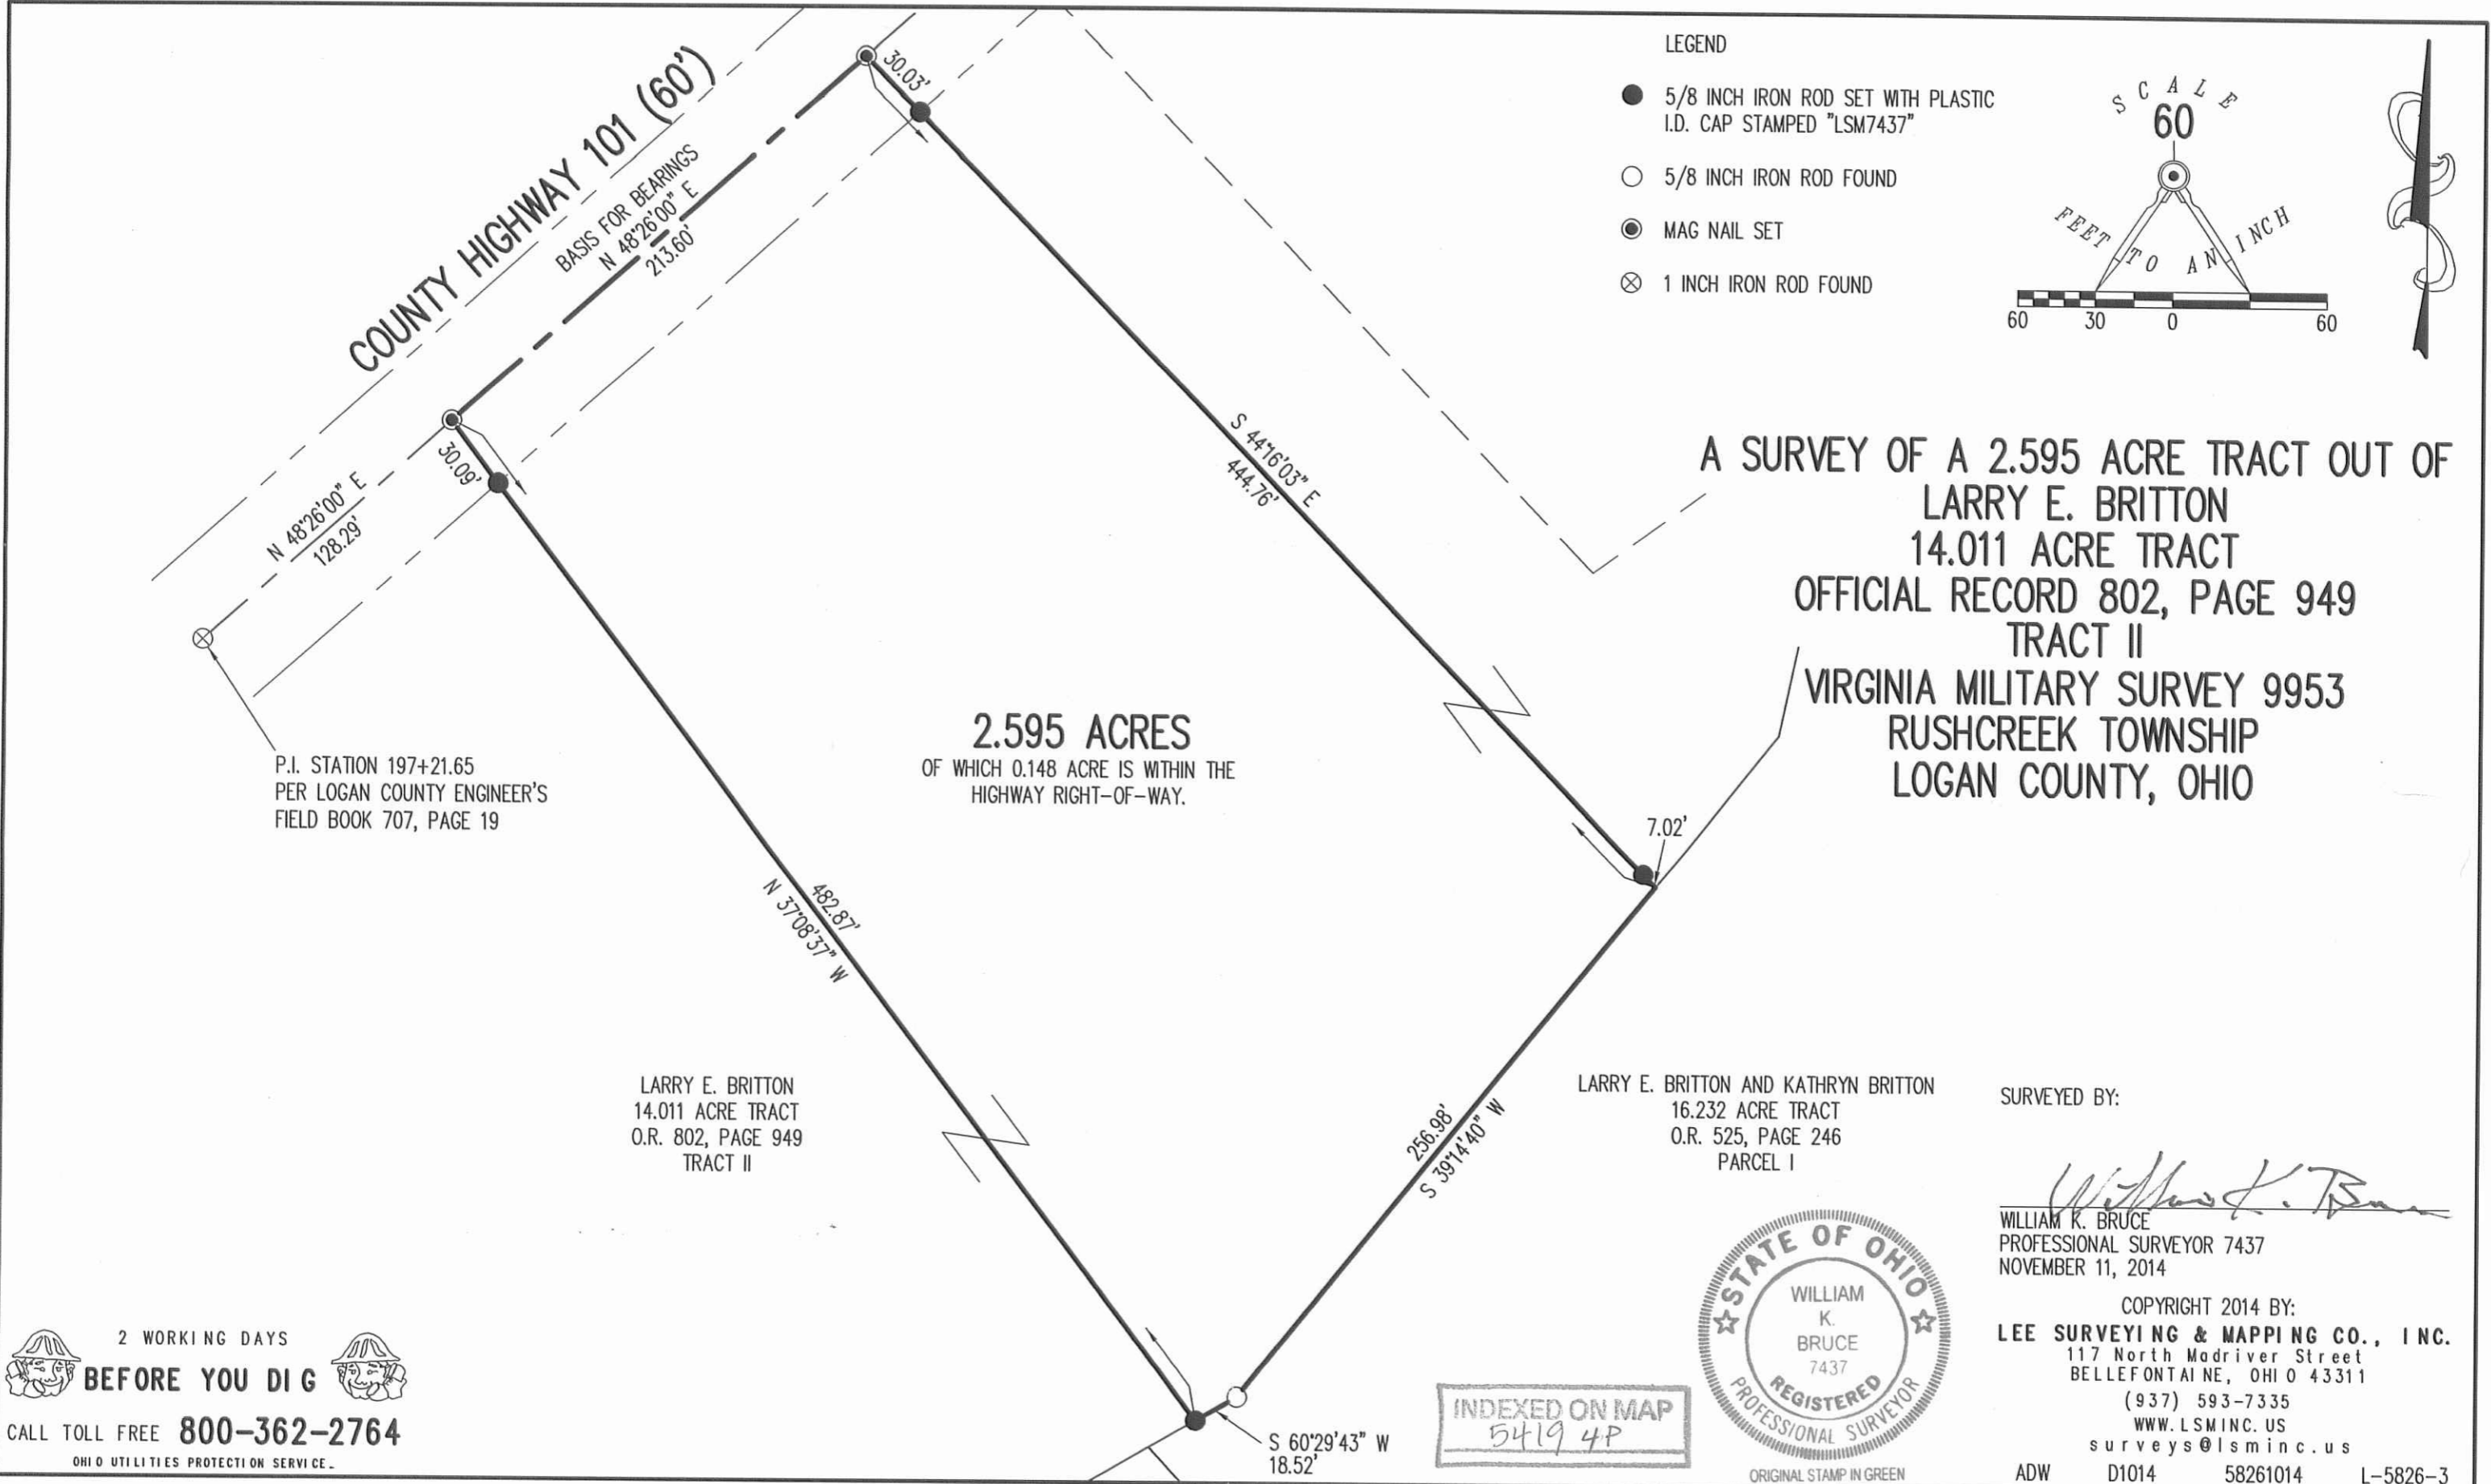 COUNTY HIGHWAY 101 (60')
BASIS FOR BEARINGS
N 48°26'00" E
213.60'
30.03'
30.09'
N 48°26'00" E
128.29'
P.I. STATION 197+21.65
PER LOGAN COUNTY ENGINEER'S
FIELD BOOK 707, PAGE 19
S 44°16'03" E
444.76'
2.595 ACRES
OF WHICH 0.148 ACRE IS WITHIN THE
HIGHWAY RIGHT-OF-WAY.
7.02'
482.87'
N 37°08'37" W
LARRY E. BRITTON
14.011 ACRE TRACT
O.R. 802, PAGE 949
TRACT II
256.98'
S 39°14'40" W
S 60°29'43" W
18.52'
LARRY E. BRITTON AND KATHRYN BRITTON
16.232 ACRE TRACT
O.R. 525, PAGE 246
PARCEL I
LEGEND
5/8 INCH IRON ROD SET WITH PLASTIC
I.D. CAP STAMPED "LSM7437"
5/8 INCH IRON ROD FOUND
MAG NAIL SET
1 INCH IRON ROD FOUND
SCALE
60
FEET TO AN INCH
60 30 0 60
A SURVEY OF A 2.595 ACRE TRACT OUT OF
LARRY E. BRITTON
14.011 ACRE TRACT
OFFICIAL RECORD 802, PAGE 949
TRACT II
VIRGINIA MILITARY SURVEY 9953
RUSHCREEK TOWNSHIP
LOGAN COUNTY, OHIO
SURVEYED BY:
William K. Bruce
WILLIAM K. BRUCE
PROFESSIONAL SURVEYOR 7437
NOVEMBER 11, 2014
COPYRIGHT 2014 BY:
LEE SURVEYING & MAPPING CO., INC.
117 North Madriver Street
BELLEFONTAINE, OHIO 43311
(937) 593-7335
WWW.LSMINC.US
surveys@lsminc.us
ADW D1014 58261014 L-5826-3
STATE OF OHIO
WILLIAM
K.
BRUCE
7437
REGISTERED
PROFESSIONAL SURVEYOR
ORIGINAL STAMP IN GREEN
INDEXED ON MAP
5419 4P
2 WORKING DAYS
BEFORE YOU DIG
CALL TOLL FREE 800-362-2764
OHIO UTILITIES PROTECTION SERVICE.